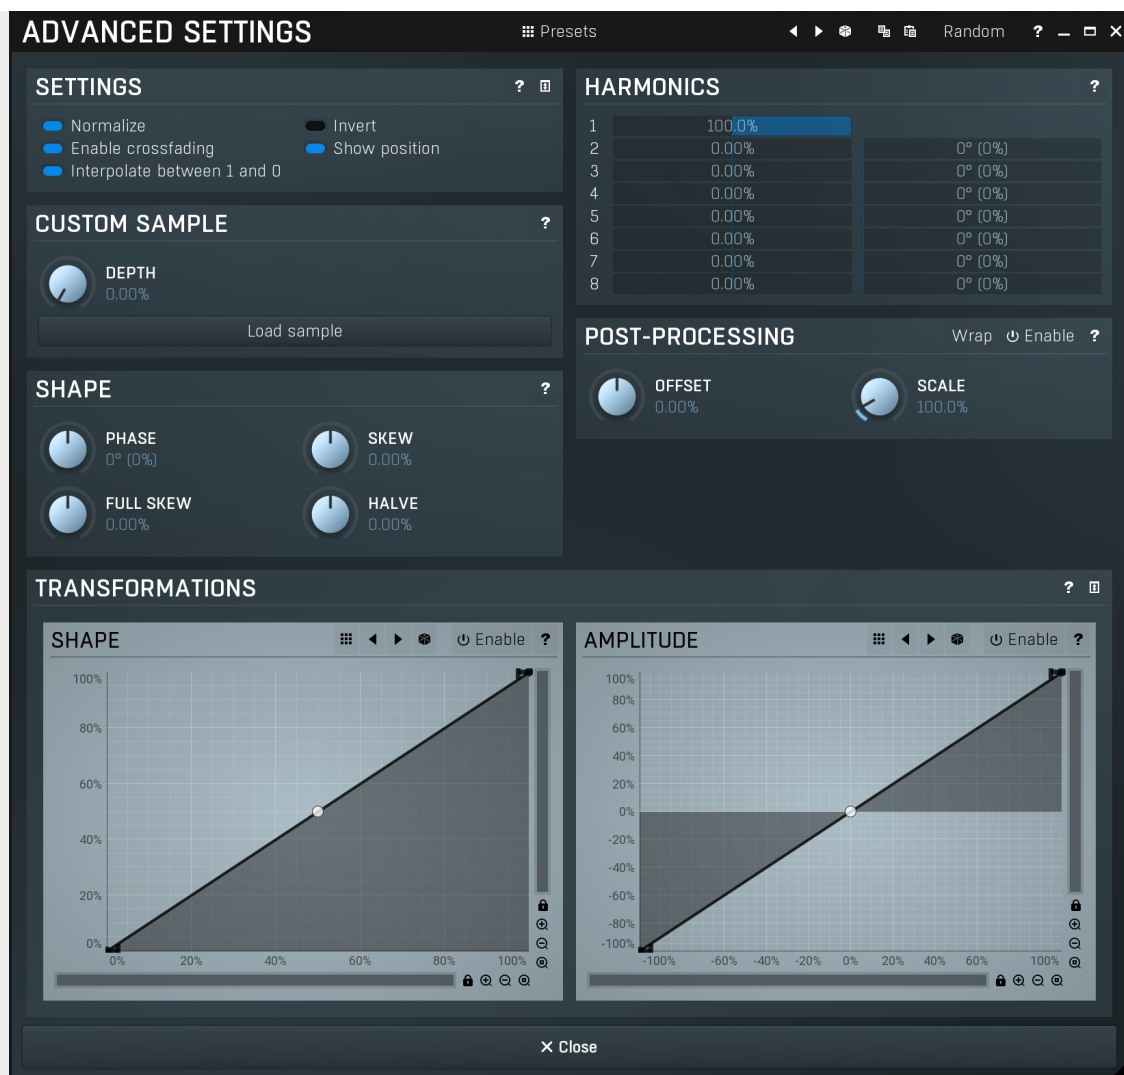 ADVANCED SETTINGS Presets Random ?
SETTINGS ?
Normalize Invert
Enable crossfading Show position
Interpolate between 1 and 0
CUSTOM SAMPLE ?
DEPTH
0.00%
Load sample
SHAPE ?
PHASE
0° (0%)
SKEW
0.00%
FULL SKEW
0.00%
HALVE
0.00%
HARMONICS ?
1 100.0%
2 0.00% 0° (0%)
3 0.00% 0° (0%)
4 0.00% 0° (0%)
5 0.00% 0° (0%)
6 0.00% 0° (0%)
7 0.00% 0° (0%)
8 0.00% 0° (0%)
POST-PROCESSING Wrap Enable ?
OFFSET
0.00%
SCALE
100.0%
TRANSFORMATIONS ?
SHAPE Enable ?
100%
80%
60%
40%
20%
0%
0% 20% 40% 60% 80% 100%
AMPLITUDE Enable ?
100%
80%
60%
40%
20%
0%
-20%
-40%
-60%
-80%
-100%
-100% -60% -40% -20% 0% 20% 40% 60% 100%
Close